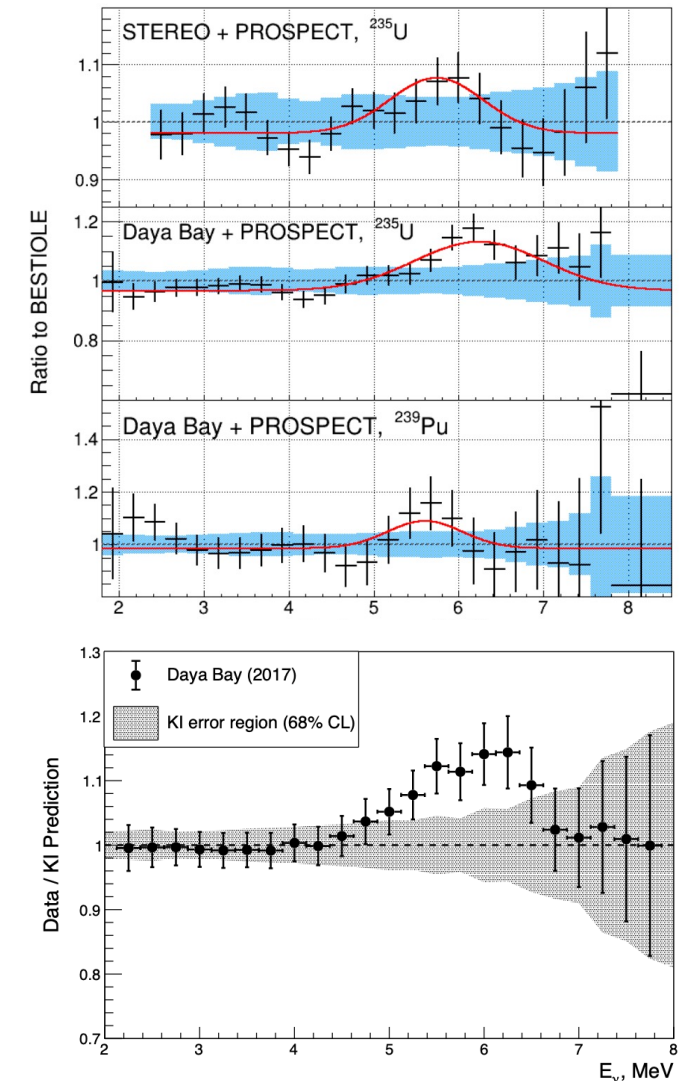 STEREO + PROSPECT, ²³⁵U
1.1
1
0.9
Daya Bay + PROSPECT, ²³⁵U
1.2
1
0.8
Daya Bay + PROSPECT, ²³⁹Pu
1.4
1.2
1
Ratio to BESTIOLE
2 3 4 5 6 7 8
1.3
Daya Bay (2017)
1.2
KI error region (68% CL)
1.1
1
0.9
0.8
0.7
Data / KI Prediction
2 3 4 5 6 7 8
Eᵥ, MeV